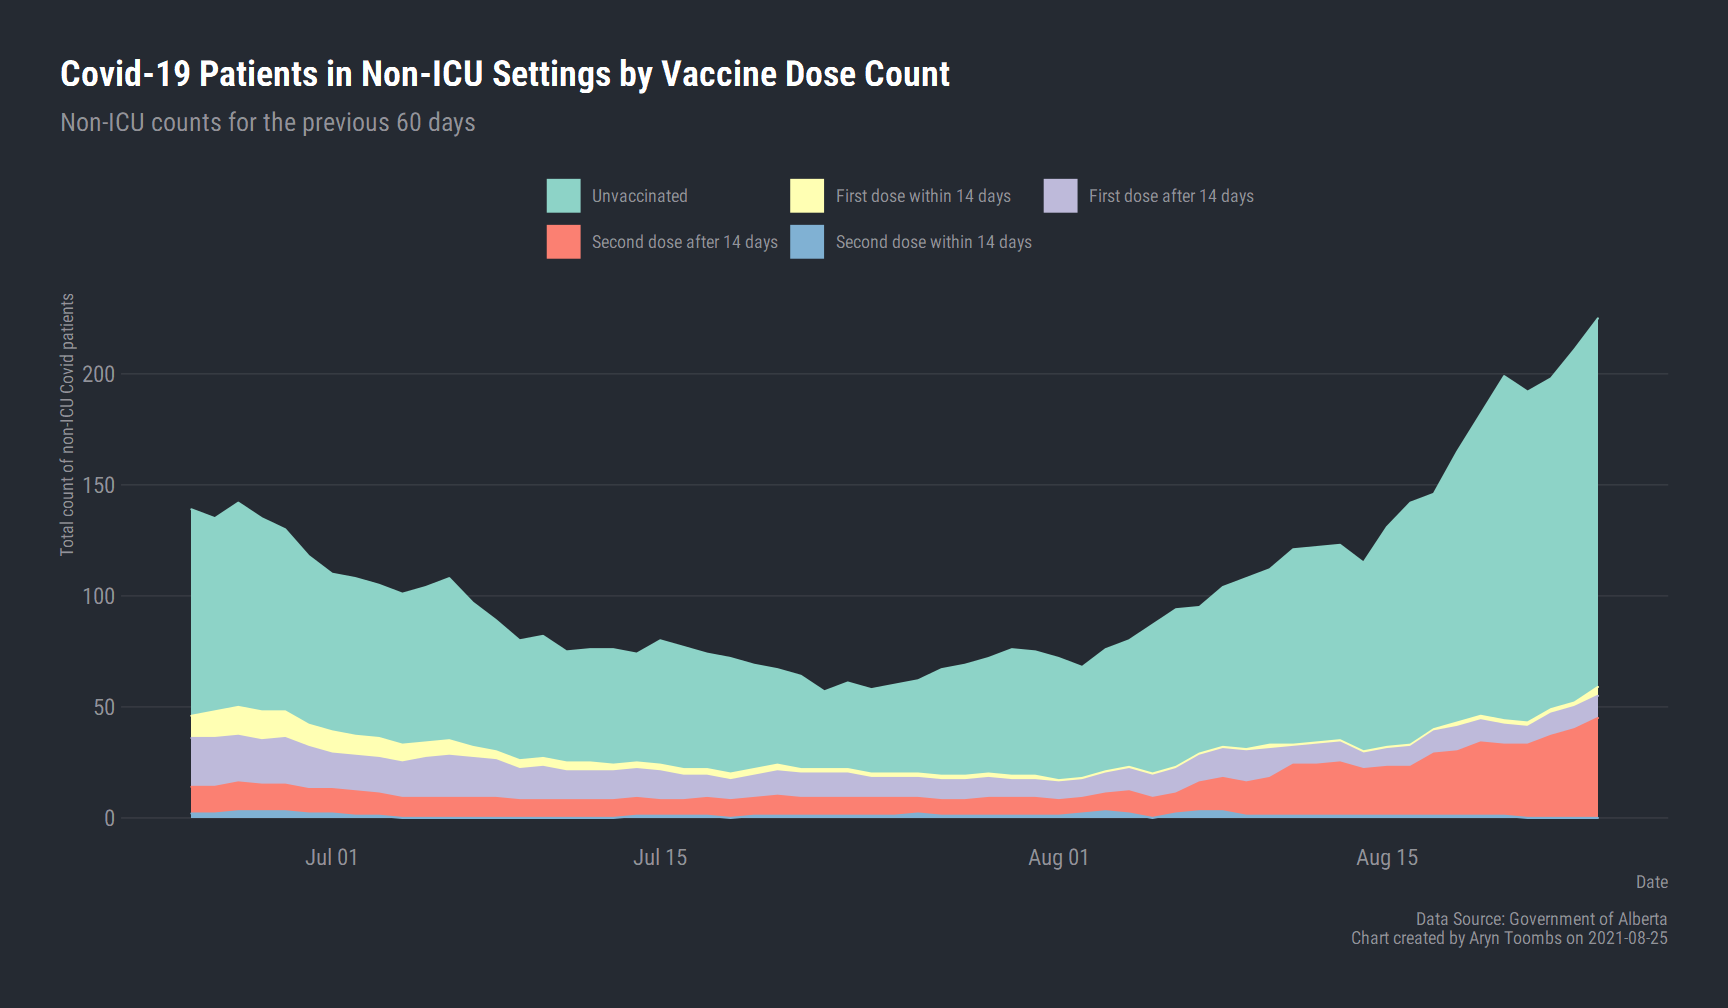 Covid-19 Patients in Non-ICU Settings by Vaccine Dose Count
Non-ICU counts for the previous 60 days
Unvaccinated
First dose within 14 days
First dose after 14 days
Second dose after 14 days
Second dose within 14 days
Total count of non-ICU Covid patients
200
150
100
50
0
Jul 01
Jul 15
Aug 01
Aug 15
Date
Data Source: Government of Alberta
Chart created by Aryn Toombs on 2021-08-25